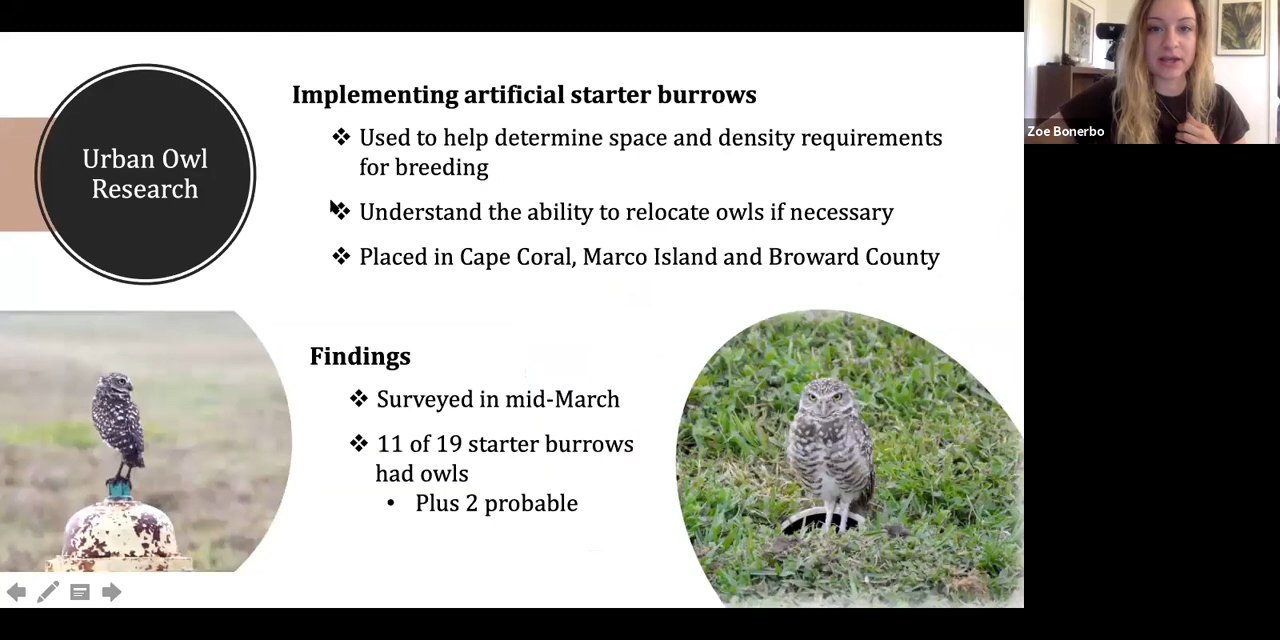 Urban Owl
Research
Implementing artificial starter burrows
❖ Used to help determine space and density requirements
for breeding
❖ Understand the ability to relocate owls if necessary
❖ Placed in Cape Coral, Marco Island and Broward County
Findings
❖ Surveyed in mid-March
❖ 11 of 19 starter burrows
had owls
• Plus 2 probable
Zoe Bonerbo